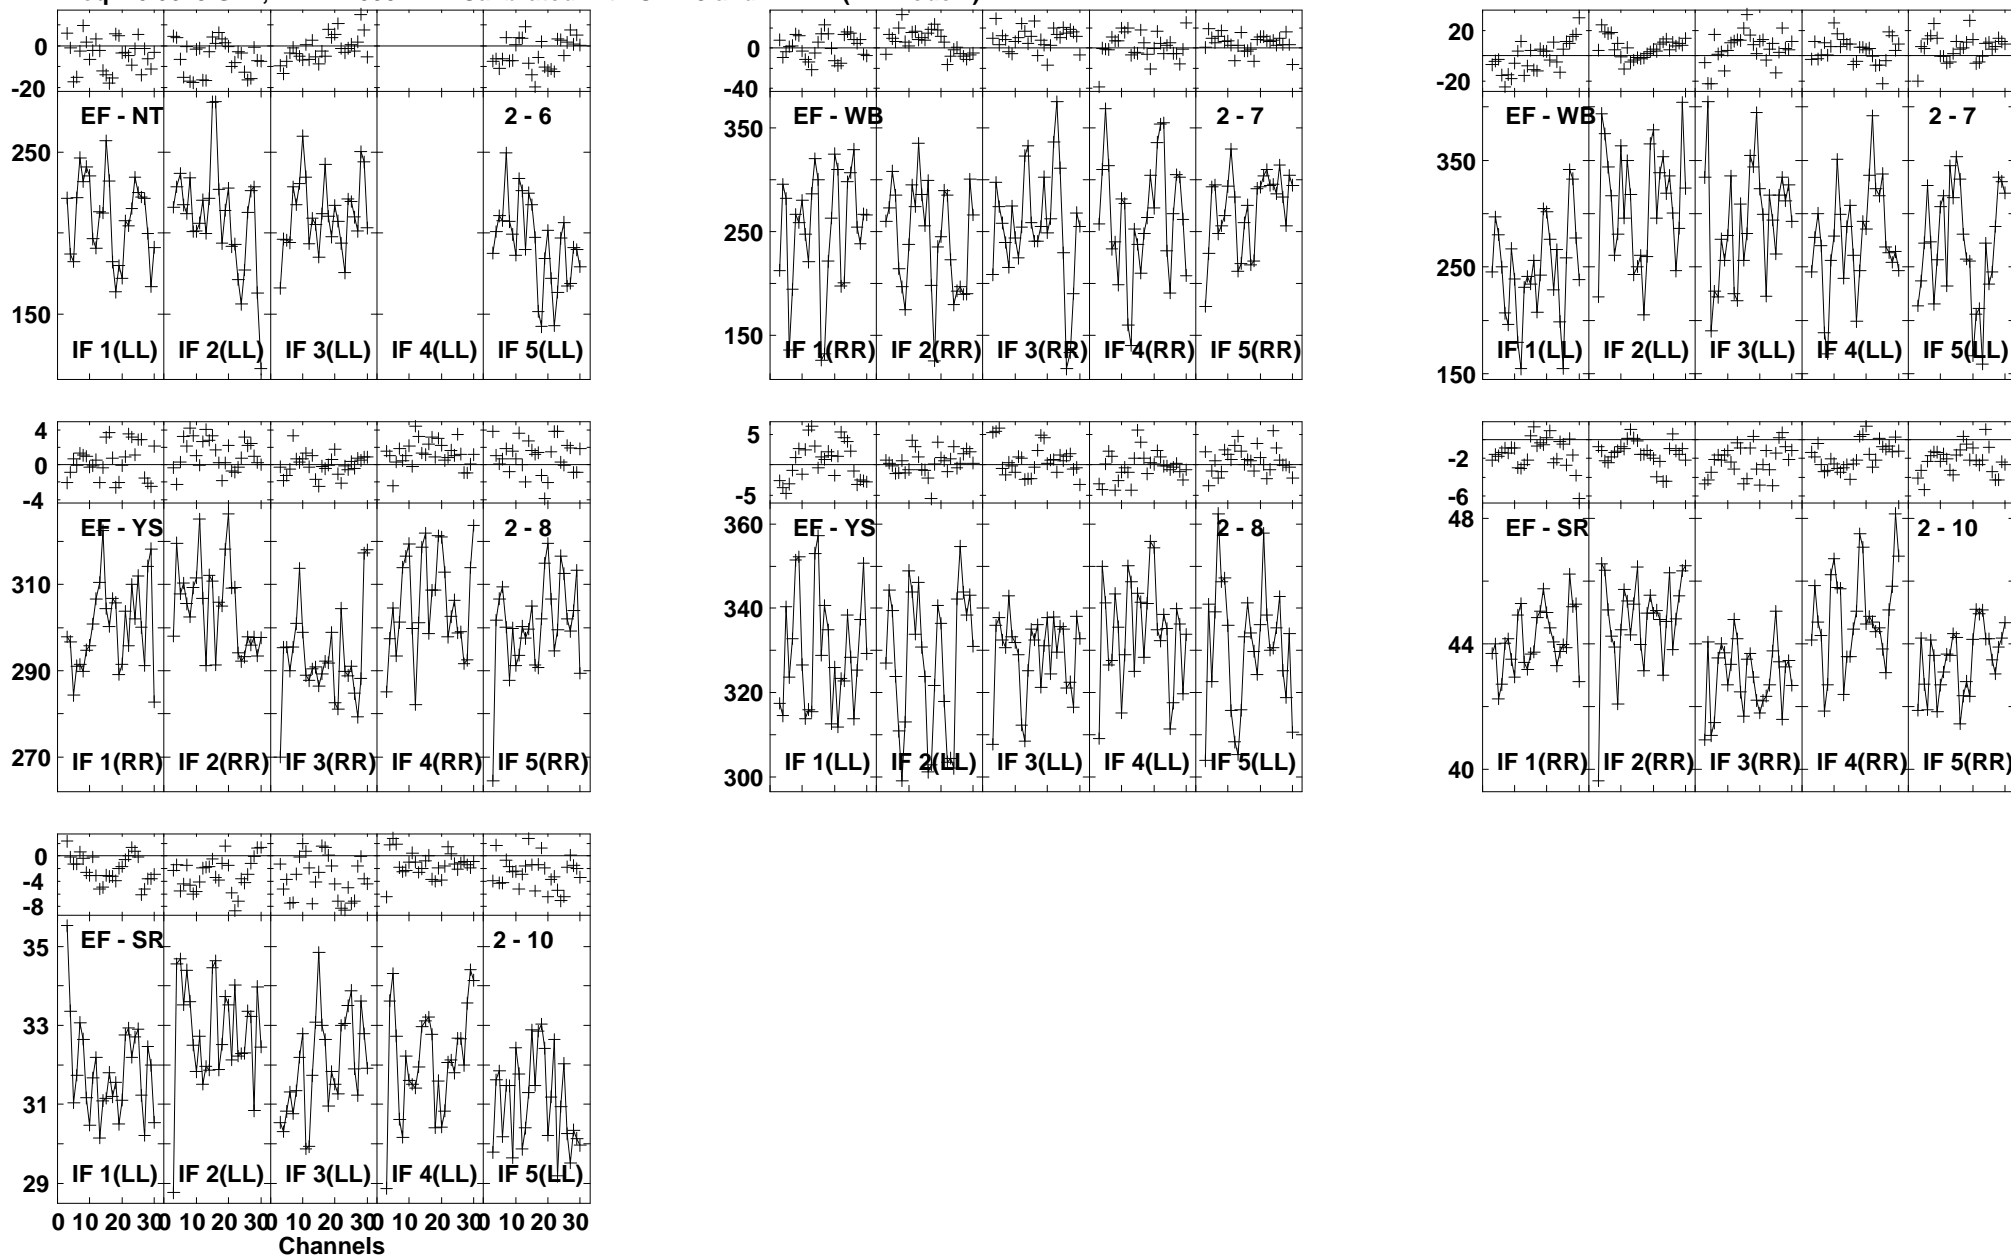 0
-20
EF - NT
2 - 6
250
150
IF 1(LL) IF 2(LL) IF 3(LL) IF 4(LL) IF 5(LL)
0
-40
EF - WB
2 - 7
350
250
150
IF 1(RR) IF 2(RR) IF 3(RR) IF 4(RR) IF 5(RR)
20
-20
EF - WB
2 - 7
350
250
150
IF 1(LL) IF 2(LL) IF 3(LL) IF 4(LL) IF 5(LL)
4
0
-4
EF - YS
2 - 8
310
290
270
IF 1(RR) IF 2(RR) IF 3(RR) IF 4(RR) IF 5(RR)
5
-5
EF - YS
2 - 8
360
340
320
300
IF 1(LL) IF 2(LL) IF 3(LL) IF 4(LL) IF 5(LL)
-2
-6
EF - SR
2 - 10
48
44
40
IF 1(RR) IF 2(RR) IF 3(RR) IF 4(RR) IF 5(RR)
0
-4
-8
EF - SR
2 - 10
35
33
31
29
IF 1(LL) IF 2(LL) IF 3(LL) IF 4(LL) IF 5(LL)
0 10 20 30 0 10 20 30 0 10 20 30 0 10 20 30 0 10 20 30
Channels